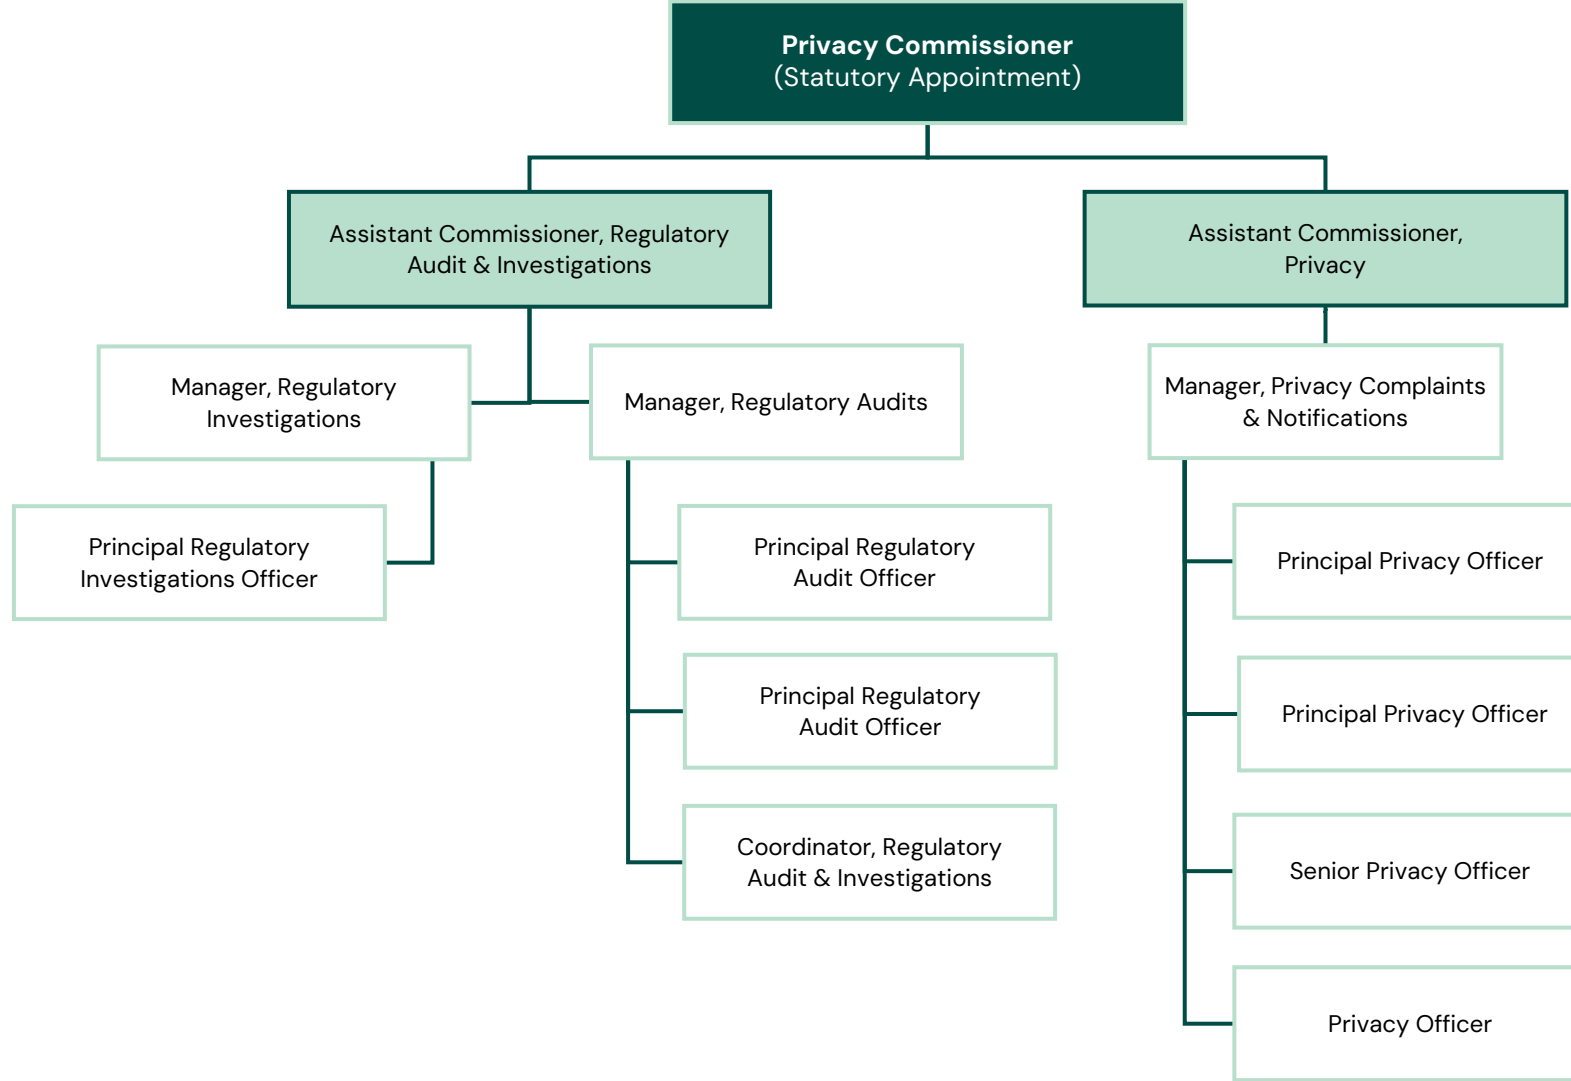 Privacy Commissioner
(Statutory Appointment)
Assistant Commissioner, Regulatory
Audit & Investigations
Assistant Commissioner,
Privacy
Manager, Regulatory
Investigations
Manager, Regulatory Audits
Manager, Privacy Complaints
& Notifications
Principal Regulatory
Investigations Officer
Principal Regulatory
Audit Officer
Principal Privacy Officer
Principal Regulatory
Audit Officer
Principal Privacy Officer
Coordinator, Regulatory
Audit & Investigations
Senior Privacy Officer
Privacy Officer